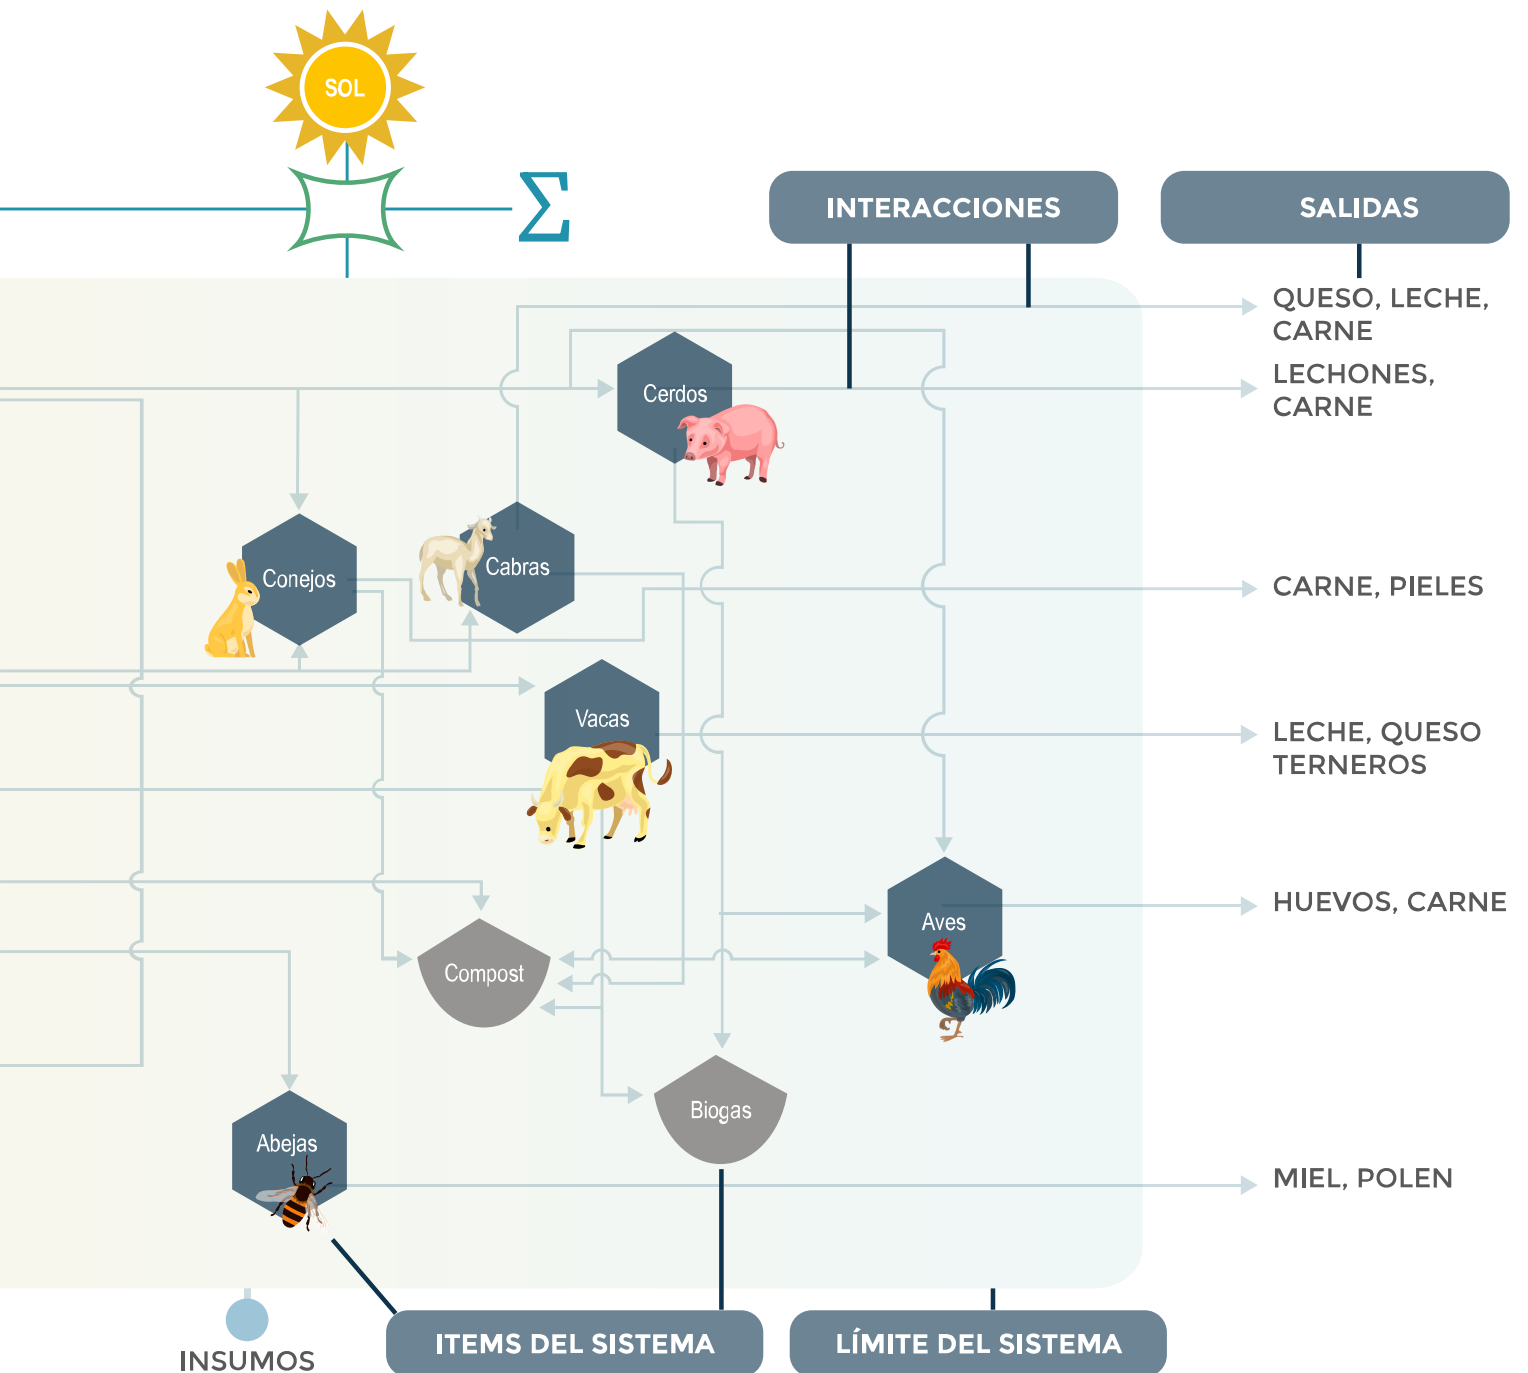 SOL
Σ
INTERACCIONES
SALIDAS
QUESO, LECHE,
CARNE
Cerdos
LECHONES,
CARNE
Conejos
Cabras
CARNE, PIELES
Vacas
LECHE, QUESO
TERNEROS
Aves
HUEVOS, CARNE
Compost
Biogas
Abejas
MIEL, POLEN
INSUMOS
ITEMS DEL SISTEMA
LÍMITE DEL SISTEMA